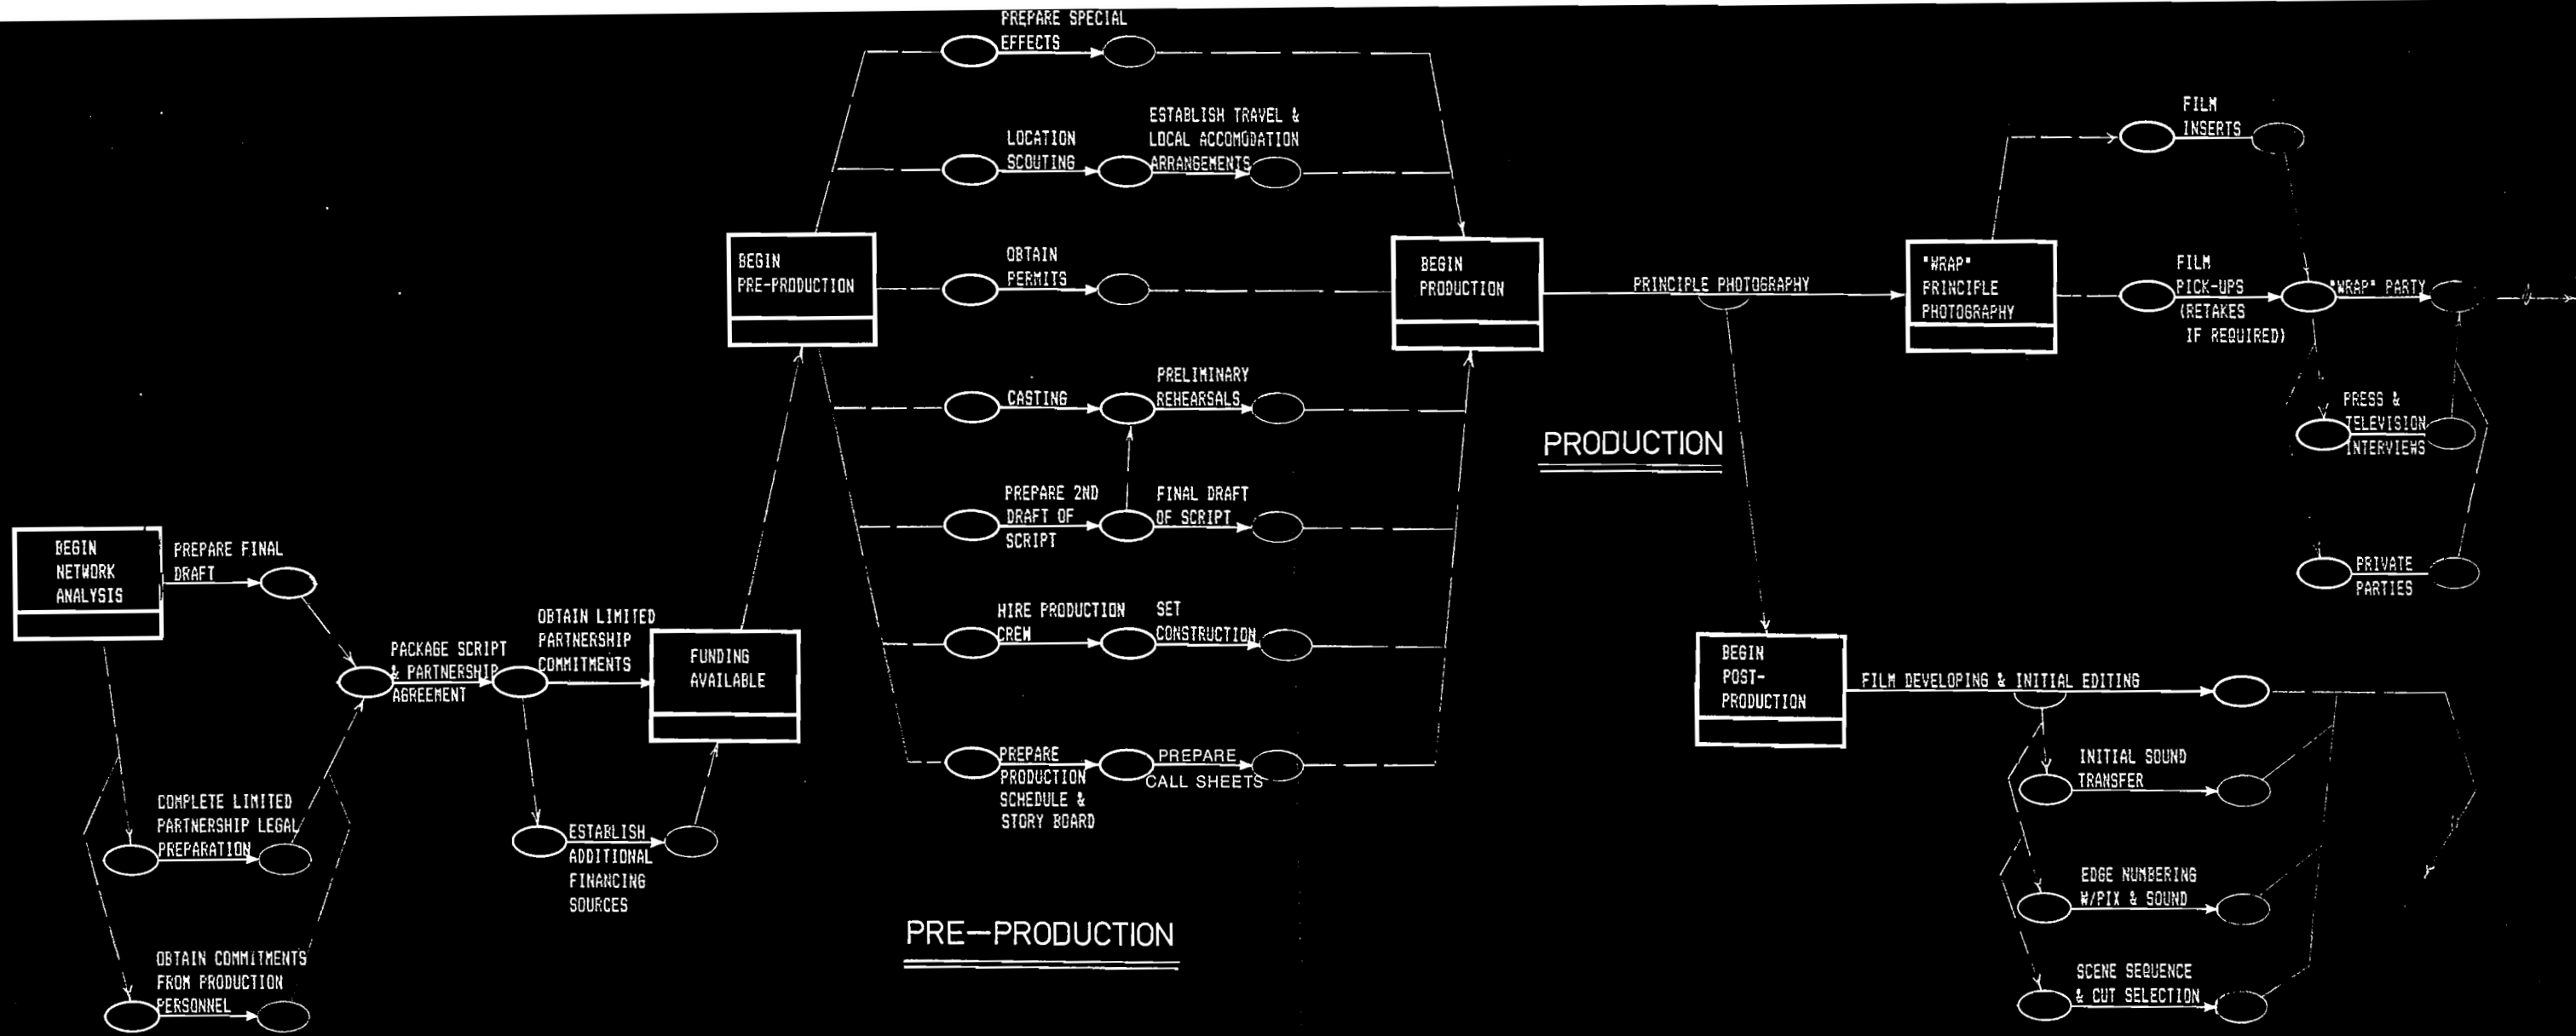 PREPARE SPECIAL
EFFECTS
LOCATION
SCOUTING
ESTABLISH TRAVEL &
LOCAL ACCOMODATION
ARRANGEMENTS
BEGIN
PRE-PRODUCTION
OBTAIN
PERMITS
CASTING
PRELIMINARY
REHEARSALS
PREPARE 2ND
DRAFT OF
SCRIPT
FINAL DRAFT
OF SCRIPT
HIRE PRODUCTION
CREW
SET
CONSTRUCTION
PREPARE
PRODUCTION
SCHEDULE &
STORY BOARD
PREPARE
CALL SHEETS
BEGIN
NETWORK
ANALYSIS
PREPARE FINAL
DRAFT
PACKAGE SCRIPT
& PARTNERSHIP
AGREEMENT
OBTAIN LIMITED
PARTNERSHIP
COMMITMENTS
FUNDING
AVAILABLE
COMPLETE LIMITED
PARTNERSHIP LEGAL
PREPARATION
ESTABLISH
ADDITIONAL
FINANCING
SOURCES
OBTAIN COMMITMENTS
FROM PRODUCTION
PERSONNEL
PRE-PRODUCTION
BEGIN
PRODUCTION
PRINCIPLE PHOTOGRAPHY
PRODUCTION
"WRAP"
PRINCIPLE
PHOTOGRAPHY
FILM
INSERTS
FILM
PICK-UPS
(RETAKES
IF REQUIRED)
"WRAP" PARTY
PRESS &
TELEVISION
INTERVIEWS
PRIVATE
PARTIES
BEGIN
POST-
PRODUCTION
FILM DEVELOPING & INITIAL EDITING
INITIAL SOUND
TRANSFER
EDGE NUMBERING
W/PIX & SOUND
SCENE SEQUENCE
& CUT SELECTION